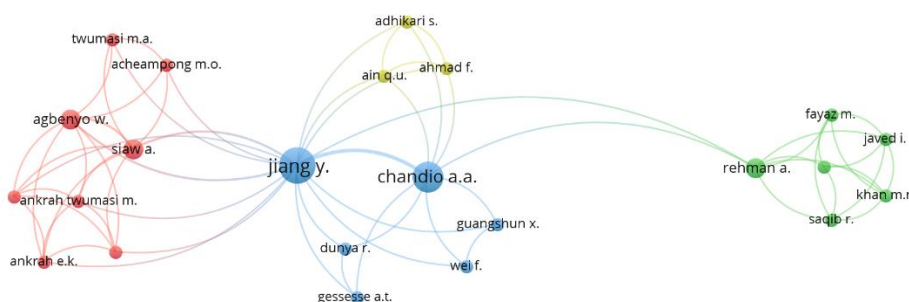 adhikari s.
twumasi m.a.
acheampong m.o.
ain q.u.
ahmad f.
agbenyo w.
siaw a.
jiang y.
chandio a.a.
ankrah twumasi m.
ankrah e.k.
guangshun x.
dunya r.
wei f.
gessesse a.t.
fayaz m.
javed i.
rehman a.
khan m.r
saqib r.